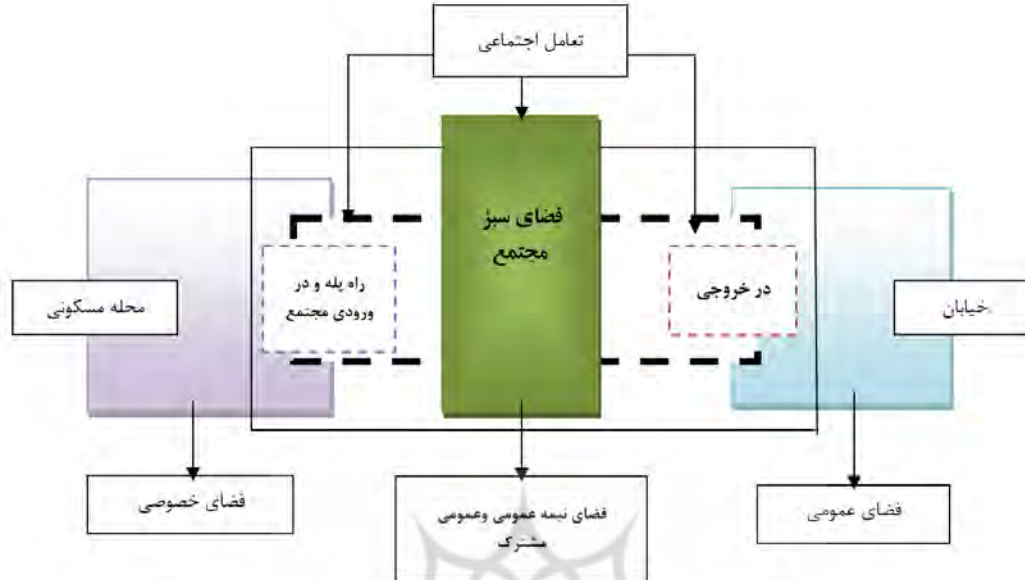 تعامل اجتماعی
فضای سبز
مجتمع
در خروجی
راه پله و در
ورودی مجتمع
خیابان
محله مسکونی
فضای عمومی
فضای نیمه عمومی وعمومی
مشترک
فضای خصوصی